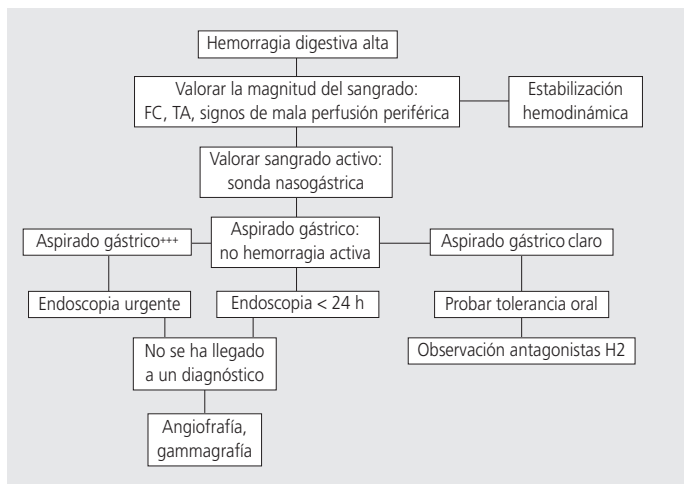 Hemorragia digestiva alta
Valorar la magnitud del sangrado:
FC, TA, signos de mala perfusión periférica
Estabilización
hemodinámica
Valorar sangrado activo:
sonda nasogástrica
Aspirado gástrico+++
Aspirado gástrico:
no hemorragia activa
Aspirado gástrico claro
Endoscopia urgente
Endoscopia < 24 h
Probar tolerancia oral
No se ha llegado
a un diagnóstico
Observación antagonistas H2
Angiofrafía,
gammagrafía